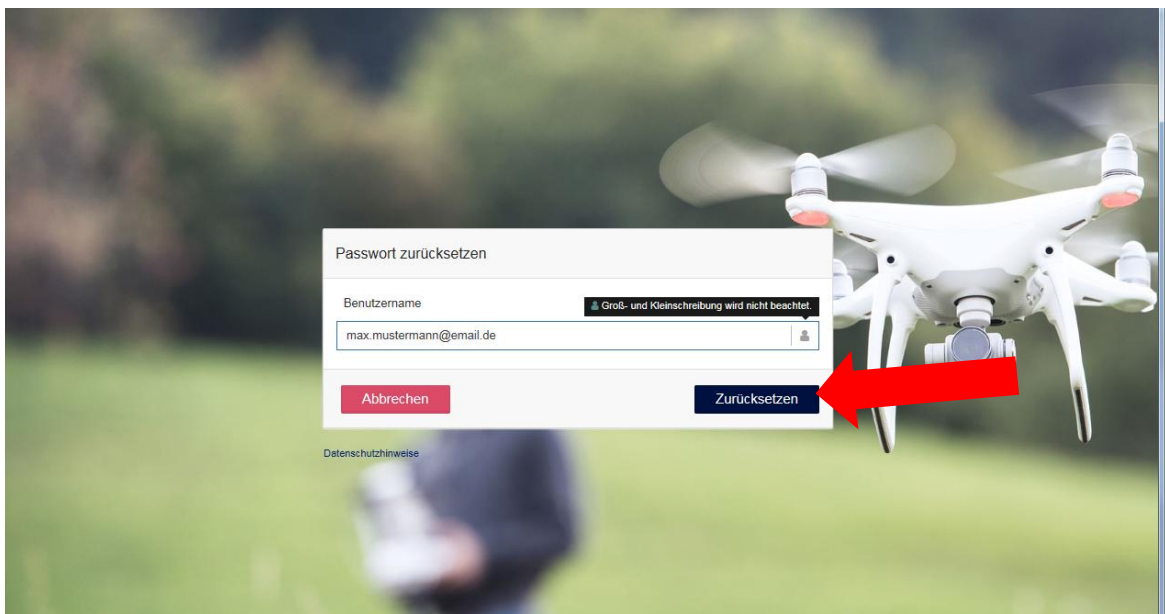 Passwort zurücksetzen
Benutzername
Groß- und Kleinschreibung wird nicht beachtet.
max.mustermann@email.de
Abbrechen
Zurücksetzen
Datenschutzhinweise